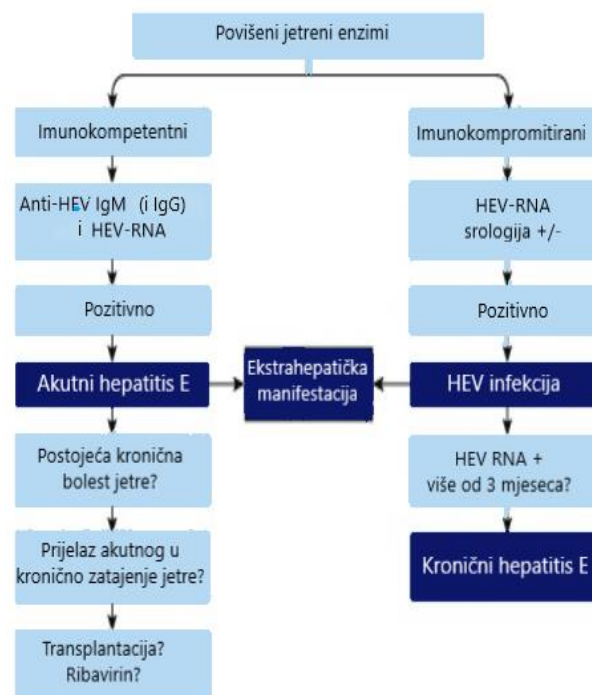 Povišeni jetreni enzimi
Imunokompetentni
Imunokompromitirani
Anti-HEV IgM (i IgG)
i HEV-RNA
HEV-RNA
srologija +/-
Pozitivno
Pozitivno
Akutni hepatitis E
Ekstrahepatička
manifestacija
HEV infekcija
Postojeća kronična
bolest jetre?
HEV RNA +
više od 3 mjeseca?
Prijelaz akutnog u
kronično zatajenje jetre?
Kronični hepatitis E
Transplantacija?
Ribavirin?